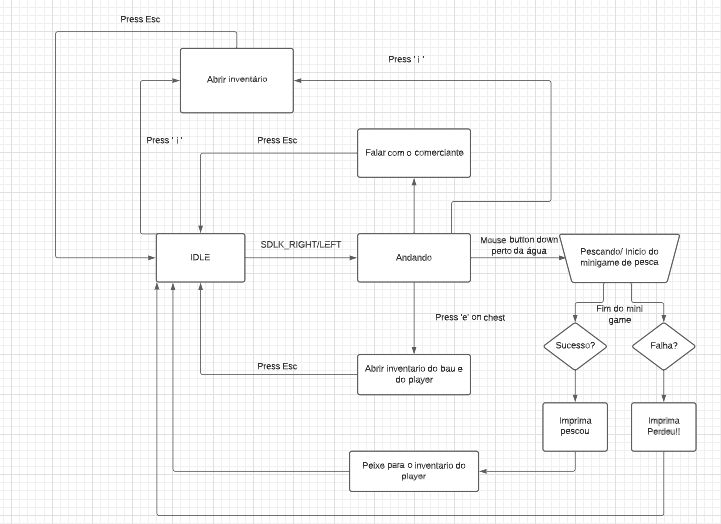 Press Esc
Abrir inventário
Press ' i '
Press ' i '
Press Esc
Falar com o comerciante
IDLE
SDLK_RIGHT/LEFT
Andando
Mouse button down
perto da água
Pescando/ Inicio do
minigame de pesca
Fim do mini
game
Press 'e' on chest
Sucesso?
Falha?
Press Esc
Abrir inventario do bau e
do player
Imprima
pescou
Imprima
Perdeu!!
Peixe para o inventario do
player